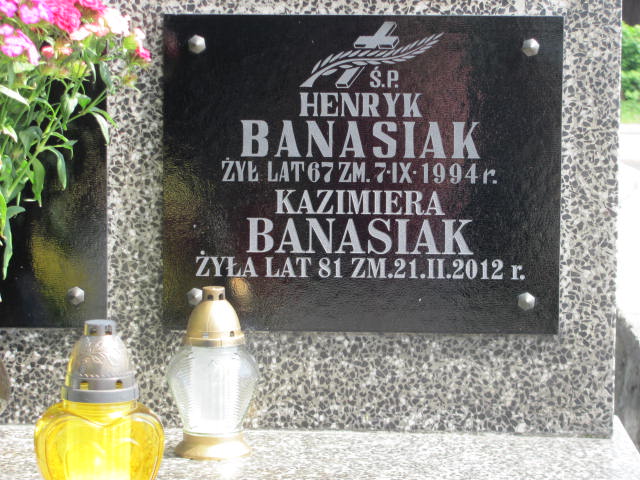 Ś.P.
HENRYK
BANASIAK
ŻYŁ LAT 67 ZM. 7·IX·1994 r.
KAZIMIERA
BANASIAK
ŻYŁA LAT 81 ZM. 21.II.2012 r.